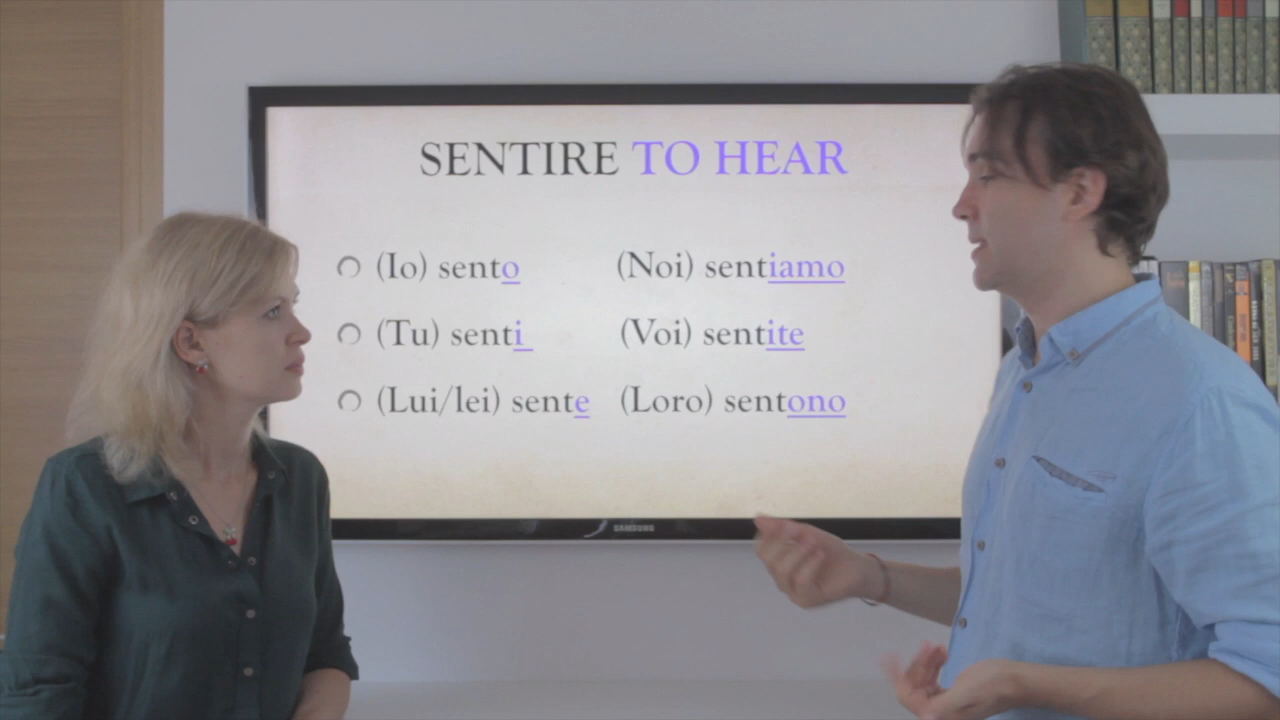 SENTIRE TO HEAR
(Io) sento (Noi) sentiamo
(Tu) senti (Voi) sentite
(Lui/lei) sente (Loro) sentono
SAMSUNG